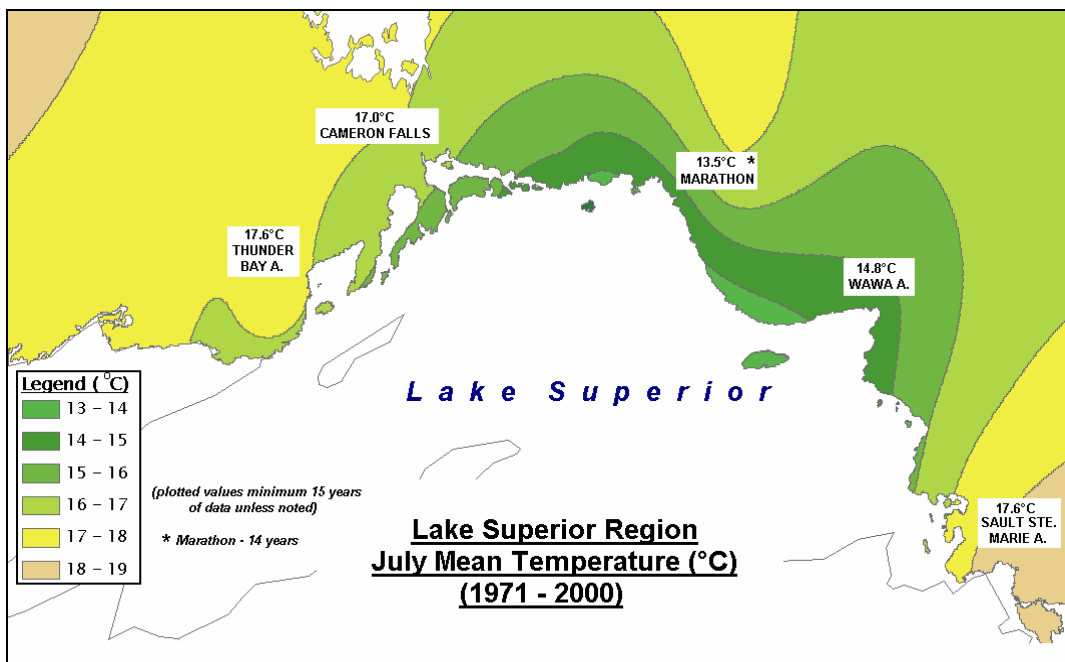 17.0°C
CAMERON FALLS
13.5°C *
MARATHON
17.6°C
THUNDER
BAY A.
14.8°C
WAWA A.
Lake Superior
Legend (°C)
13 - 14
14 - 15
15 - 16
16 - 17
17 - 18
18 - 19
(plotted values minimum 15 years
of data unless noted)
* Marathon - 14 years
17.6°C
SAULT STE.
MARIE A.
Lake Superior Region
July Mean Temperature (°C)
(1971 - 2000)